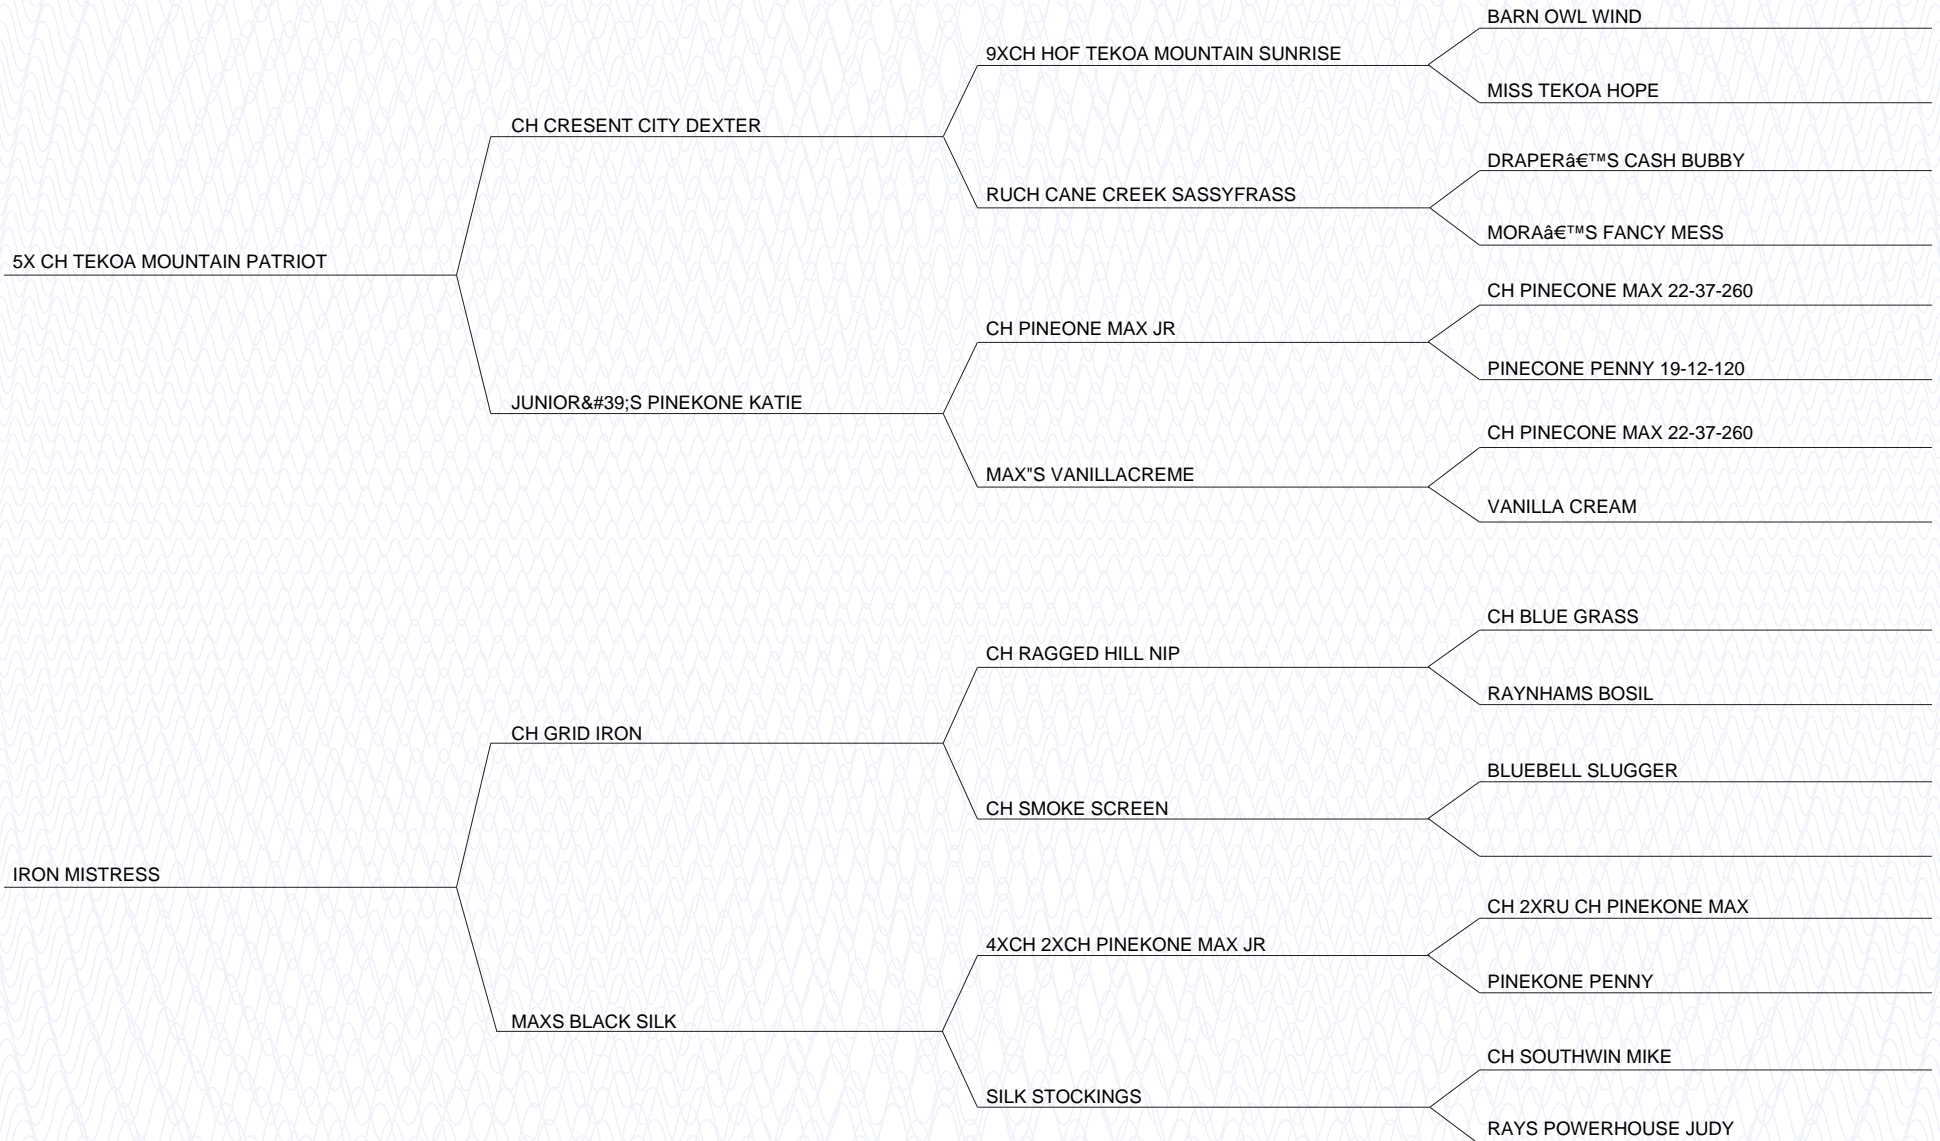 BARN OWL WIND
9XCH HOF TEKOA MOUNTAIN SUNRISE
MISS TEKOA HOPE
CH CRESENT CITY DEXTER
DRAPERâ€™S CASH BUBBY
RUCH CANE CREEK SASSYFRASS
MORAâ€™S FANCY MESS
5X CH TEKOA MOUNTAIN PATRIOT
CH PINECONE MAX 22-37-260
CH PINEONE MAX JR
PINECONE PENNY 19-12-120
JUNIOR&#39;S PINEKONE KATIE
CH PINECONE MAX 22-37-260
MAX"S VANILLACREME
VANILLA CREAM
CH BLUE GRASS
CH RAGGED HILL NIP
RAYNHAMS BOSIL
CH GRID IRON
BLUEBELL SLUGGER
CH SMOKE SCREEN
IRON MISTRESS
CH 2XRU CH PINEKONE MAX
4XCH 2XCH PINEKONE MAX JR
PINEKONE PENNY
MAXS BLACK SILK
CH SOUTHWIN MIKE
SILK STOCKINGS
RAYS POWERHOUSE JUDY